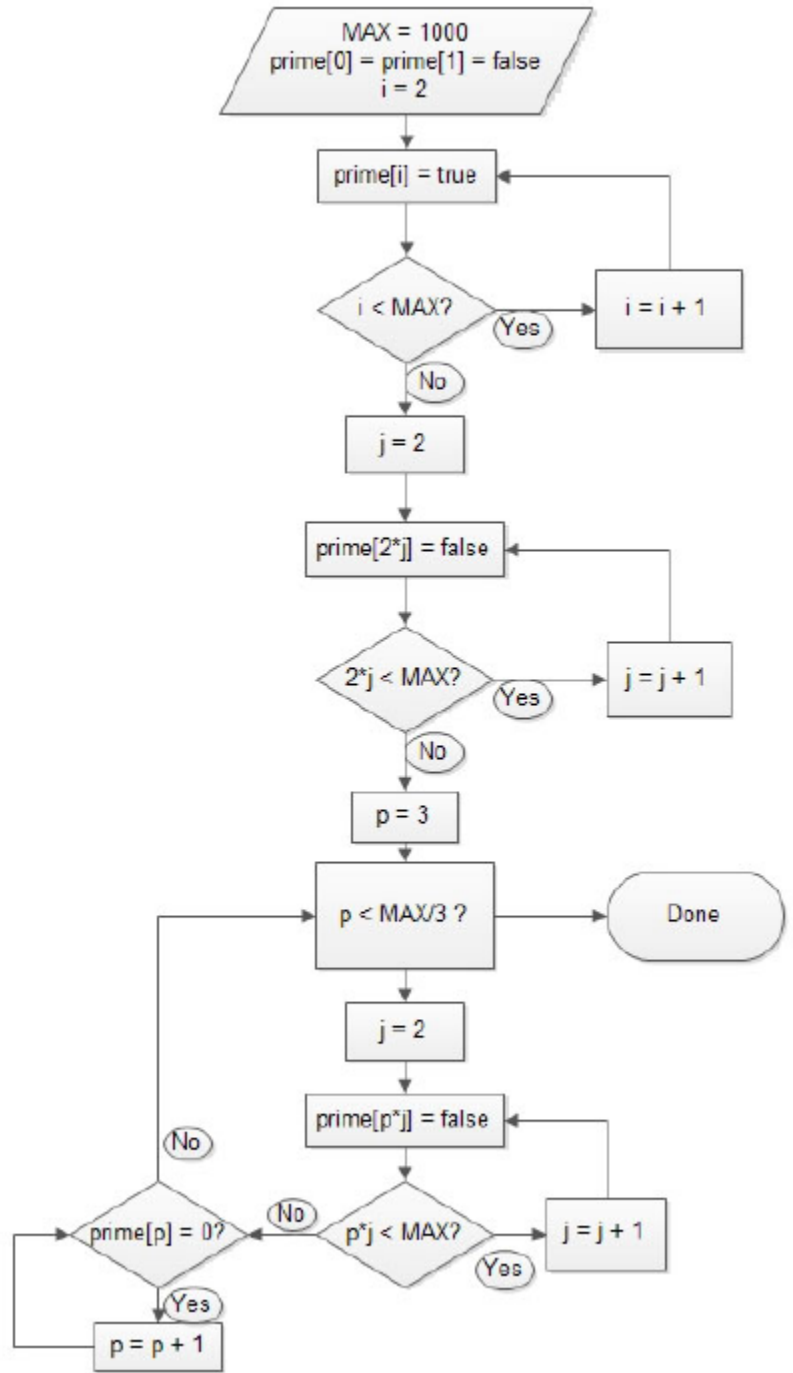 MAX = 1000
prime[0] = prime[1] = false
i = 2
prime[i] = true
i < MAX?
Yes
i = i + 1
No
j = 2
prime[2*j] = false
2*j < MAX?
Yes
j = j + 1
No
p = 3
p < MAX/3 ?
Done
j = 2
prime[p*j] = false
p*j < MAX?
Yes
j = j + 1
No
prime[p] = 0?
No
Yes
p = p + 1